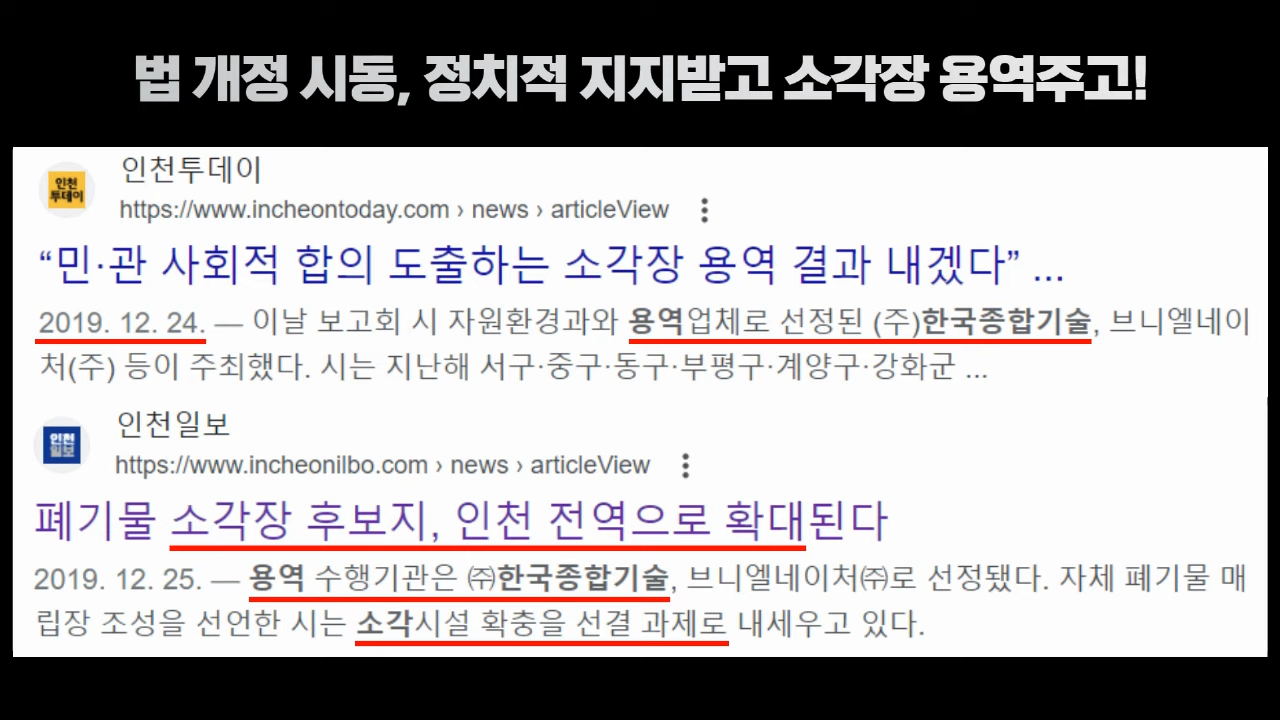 법 개정 시동, 정치적 지지받고 소각장 용역주고!
인천
투데이
인천투데이
https://www.incheontoday.com › news › articleView
“민·관 사회적 합의 도출하는 소각장 용역 결과 내겠다” ...
2019. 12. 24. — 이날 보고회 시 자원환경과와 용역업체로 선정된 (주)한국종합기술, 브니엘네이
처(주) 등이 주최했다. 시는 지난해 서구·중구·동구·부평구·계양구·강화군 ...
인천
일보
인천일보
https://www.incheonilbo.com › news › articleView
폐기물 소각장 후보지, 인천 전역으로 확대된다
2019. 12. 25. — 용역 수행기관은 ㈜한국종합기술, 브니엘네이처㈜로 선정됐다. 자체 폐기물 매
립장 조성을 선언한 시는 소각시설 확충을 선결 과제로 내세우고 있다.